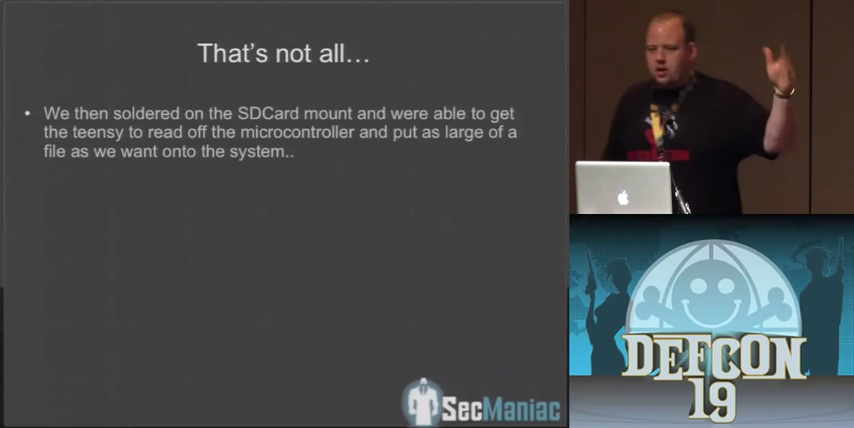 That's not all…
• We then soldered on the SDCard mount and were able to get
the teensy to read off the microcontroller and put as large of a
file as we want onto the system..
SecManiac
DEFCON
19